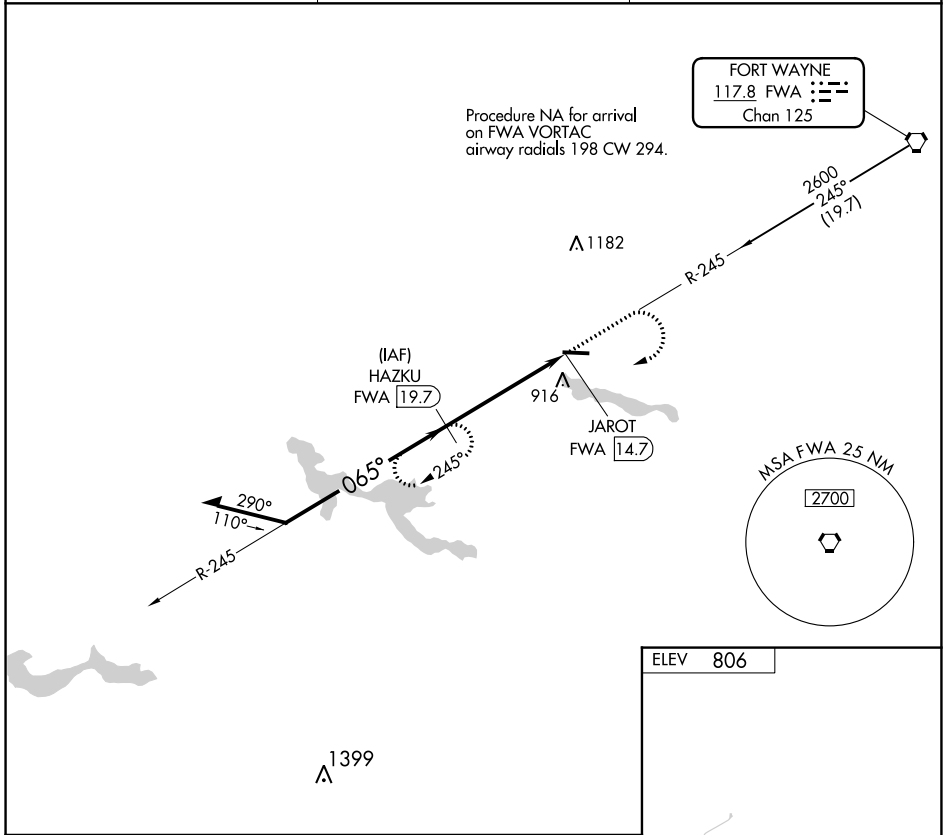 FORT WAYNE
117.8 FWA
Chan 125
Procedure NA for arrival
on FWA VORTAC
airway radials 198 CW 294.
2600
245°
(19.7)
1182
R-245
(IAF)
HAZKU
FWA 19.7
916
JAROT
FWA 14.7
065°
245°
290°
110°
R-245
MSA FWA 25 NM
2700
ELEV 806
1399